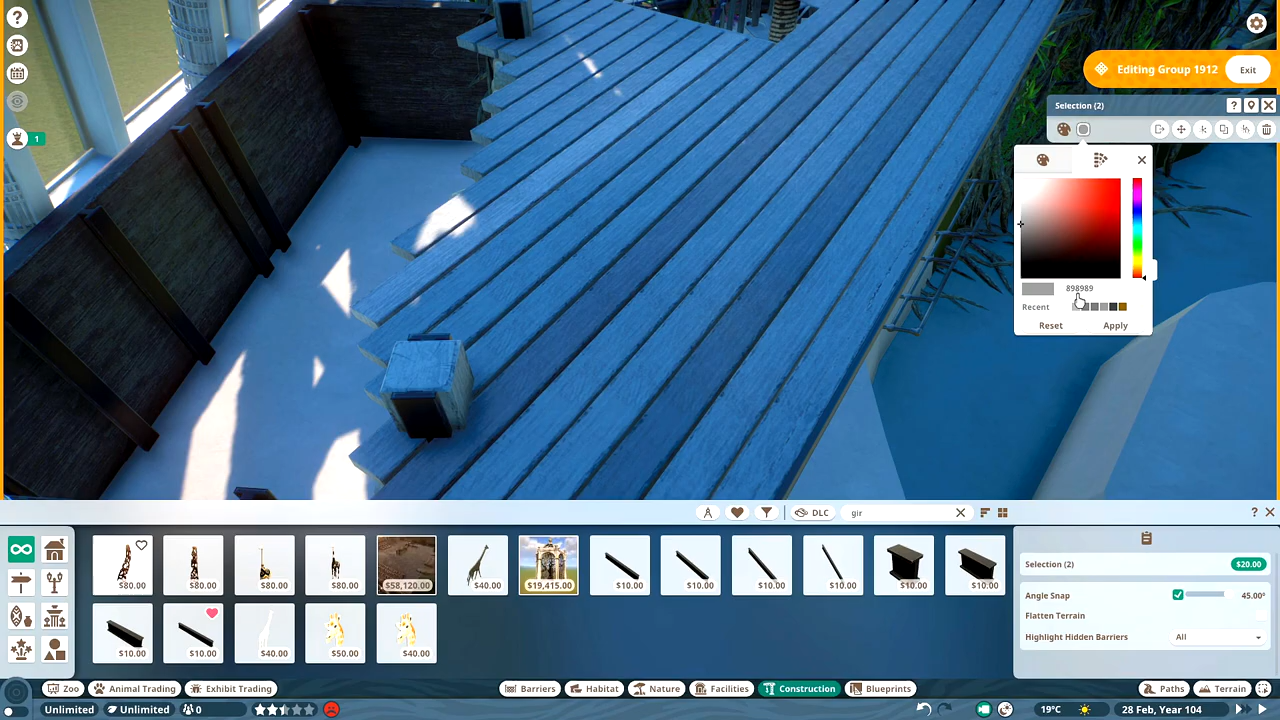 ?
Editing Group 1912
Exit
Selection (2)
?
1
898989
Recent
Reset
Apply
DLC
gir
?
$80.00
$80.00
$80.00
$80.00
$58,120.00
$40.00
$19,415.00
$10.00
$10.00
$10.00
$10.00
$10.00
$10.00
$10.00
$10.00
$40.00
$50.00
$40.00
Selection (2)
$20.00
Angle Snap
45.00°
Flatten Terrain
Highlight Hidden Barriers
All
Zoo
Animal Trading
Exhibit Trading
Barriers
Habitat
Nature
Facilities
Construction
Blueprints
Paths
Terrain
Unlimited
Unlimited
0
19°C
28 Feb, Year 104